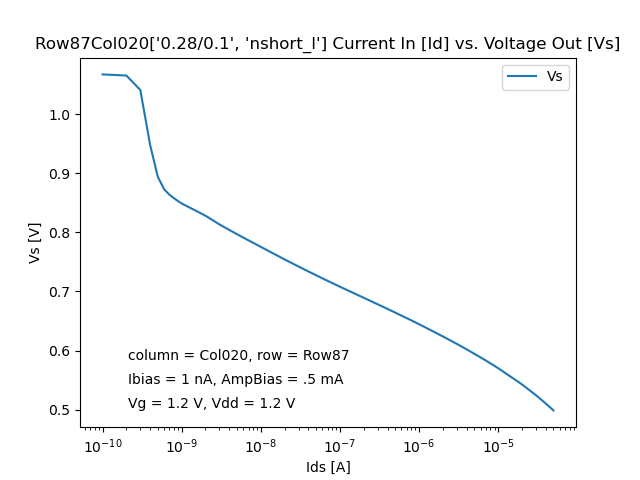 Row87Col020['0.28/0.1', 'nshort_l'] Current In [Id] vs. Voltage Out [Vs]
Vs
1.0
0.9
0.8
0.7
0.6
0.5
Vs [V]
column = Col020, row = Row87
Ibias = 1 nA, AmpBias = .5 mA
Vg = 1.2 V, Vdd = 1.2 V
10⁻¹⁰ 10⁻⁹ 10⁻⁸ 10⁻⁷ 10⁻⁶ 10⁻⁵
Ids [A]